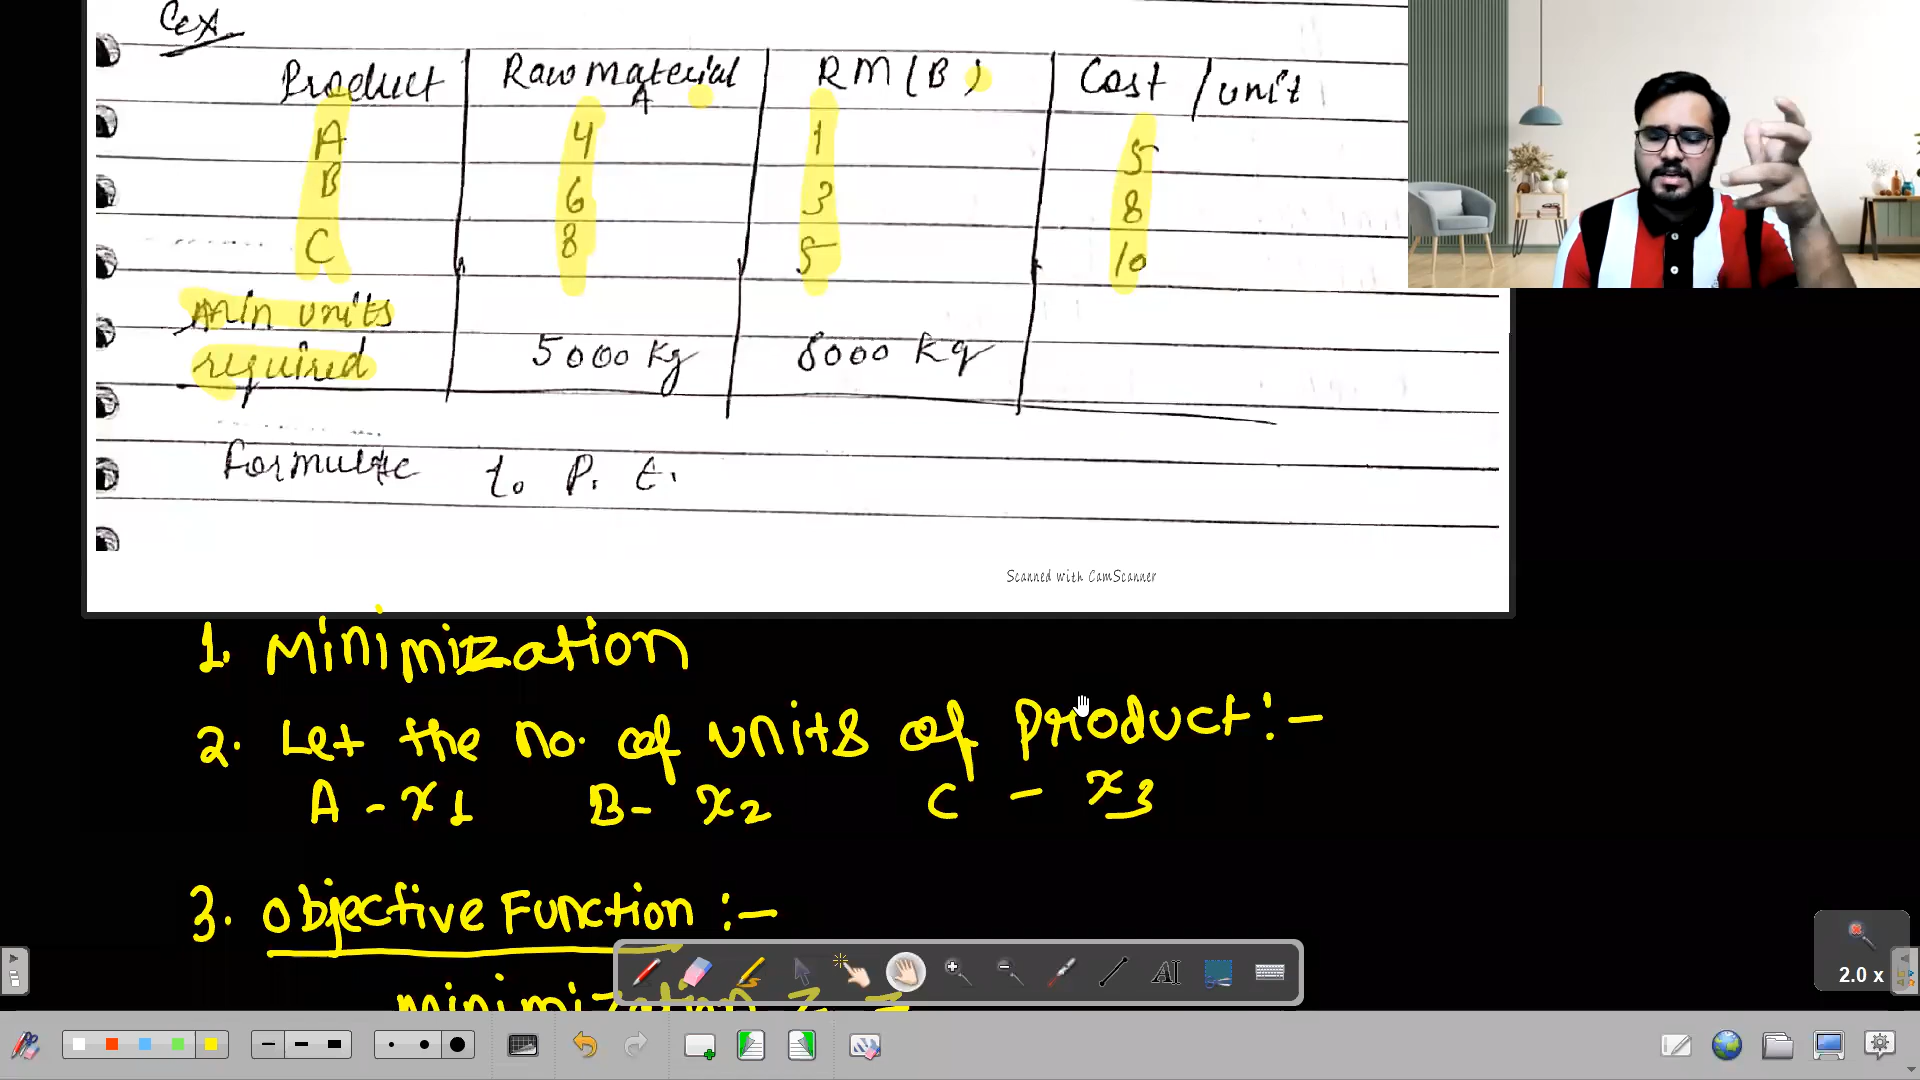 Product Raw material A RM (B) Cost / unit
A 4 1 5
B 6 3 8
C 8 5 10
Min units
required 5000 Kg 8000 Kg
Formulate L. P. P.
Scanned with CamScanner
1. Minimization
2. Let the no. of units of product :-
A - x1 B - x2 C - x3
3. Objective Function :-
minimization Z =
2.0 x